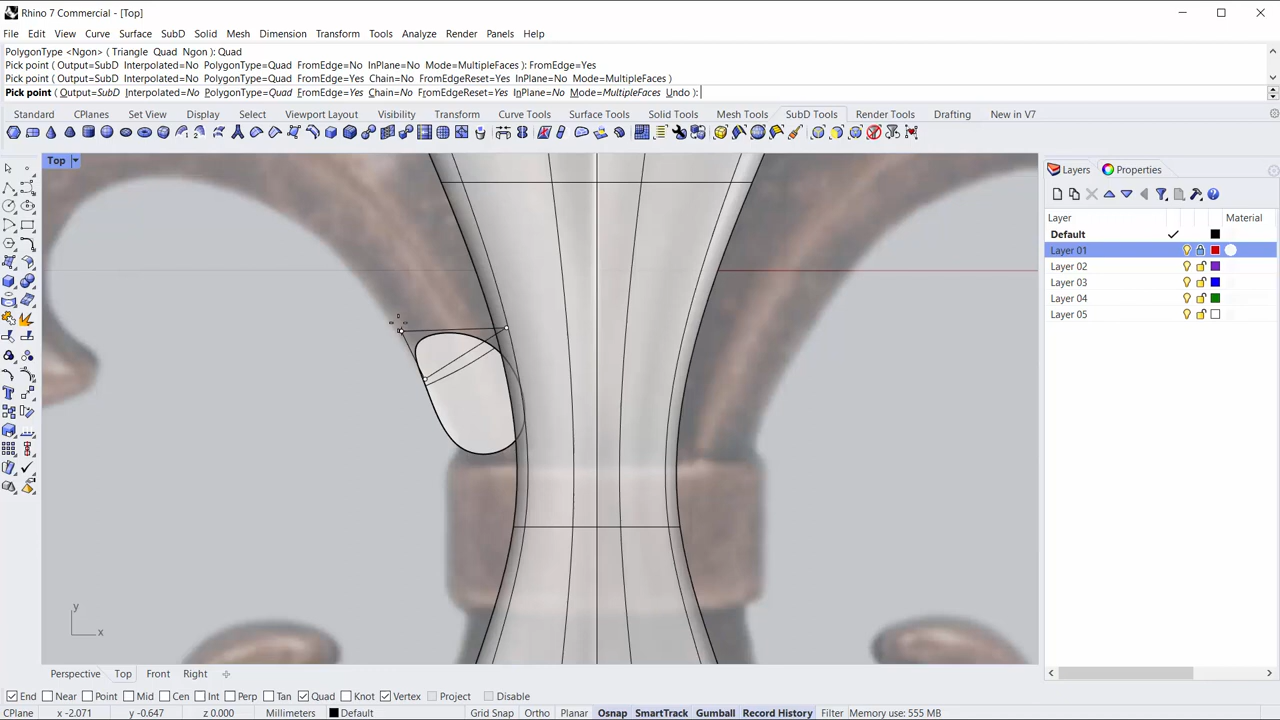 Rhino 7 Commercial - [Top]
File Edit View Curve Surface SubD Solid Mesh Dimension Transform Tools Analyze Render Panels Help
PolygonType <Ngon> ( Triangle Quad Ngon ): Quad
Pick point ( Output=SubD Interpolated=No PolygonType=Quad FromEdge=No InPlane=No Mode=MultipleFaces ): FromEdge=Yes
Pick point ( Output=SubD Interpolated=No PolygonType=Quad FromEdge=Yes Chain=No FromEdgeReset=Yes InPlane=No Mode=MultipleFaces )
Pick point ( Output=SubD Interpolated=No PolygonType=Quad FromEdge=Yes Chain=No FromEdgeReset=Yes InPlane=No Mode=MultipleFaces Undo ):
Standard CPlanes Set View Display Select Viewport Layout Visibility Transform Curve Tools Surface Tools Solid Tools Mesh Tools SubD Tools Render Tools Drafting New in V7
Top
Layers Properties
Layer Material
Default
Layer 01
Layer 02
Layer 03
Layer 04
Layer 05
y
x
Perspective Top Front Right
End Near Point Mid Cen Int Perp Tan Quad Knot Vertex Project Disable
CPlane x -2.071 y -0.647 z 0.000 Millimeters Default Grid Snap Ortho Planar Osnap SmartTrack Gumball Record History Filter Memory use: 555 MB